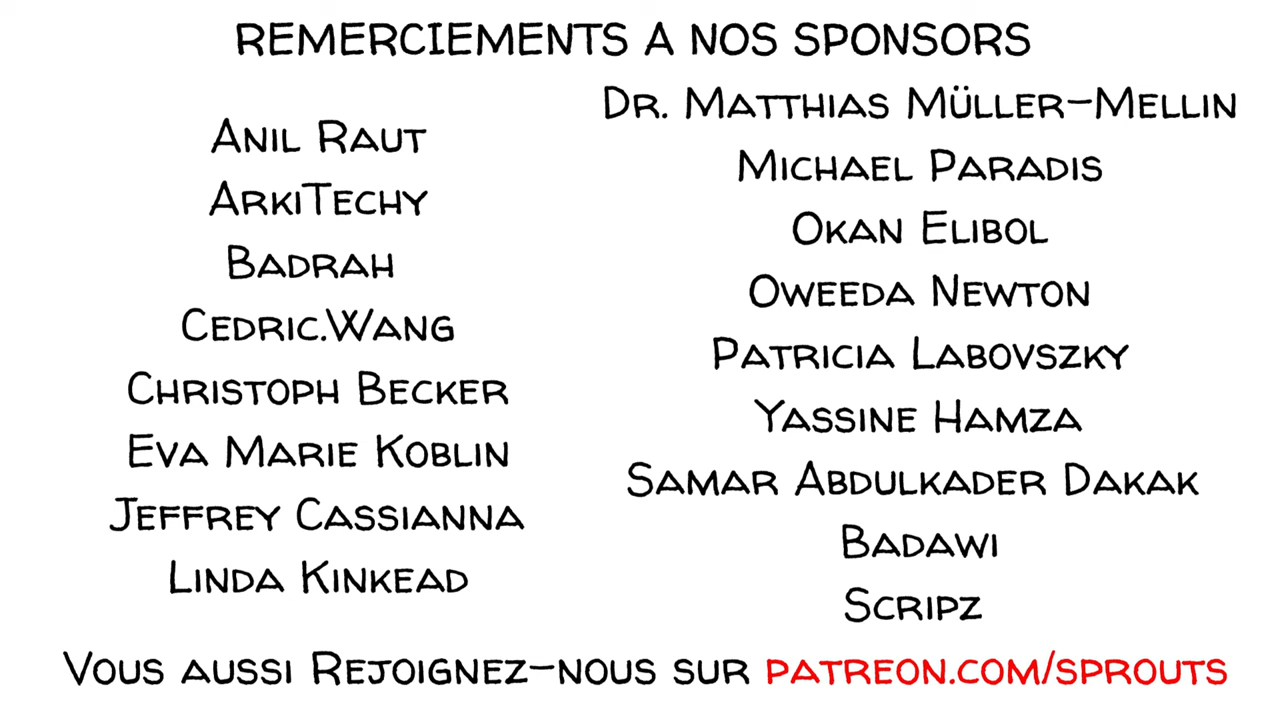 REMERCIEMENTS A NOS SPONSORS
Anil Raut
ArkiTechy
Badrah
Cedric.Wang
Christoph Becker
Eva Marie Koblin
Jeffrey Cassianna
Linda Kinkead
Dr. Matthias Müller-Mellin
Michael Paradis
Okan Elibol
Oweeda Newton
Patricia Labovszky
Yassine Hamza
Samar Abdulkader Dakak
Badawi
Scripz
Vous aussi Rejoignez-nous sur patreon.com/sprouts